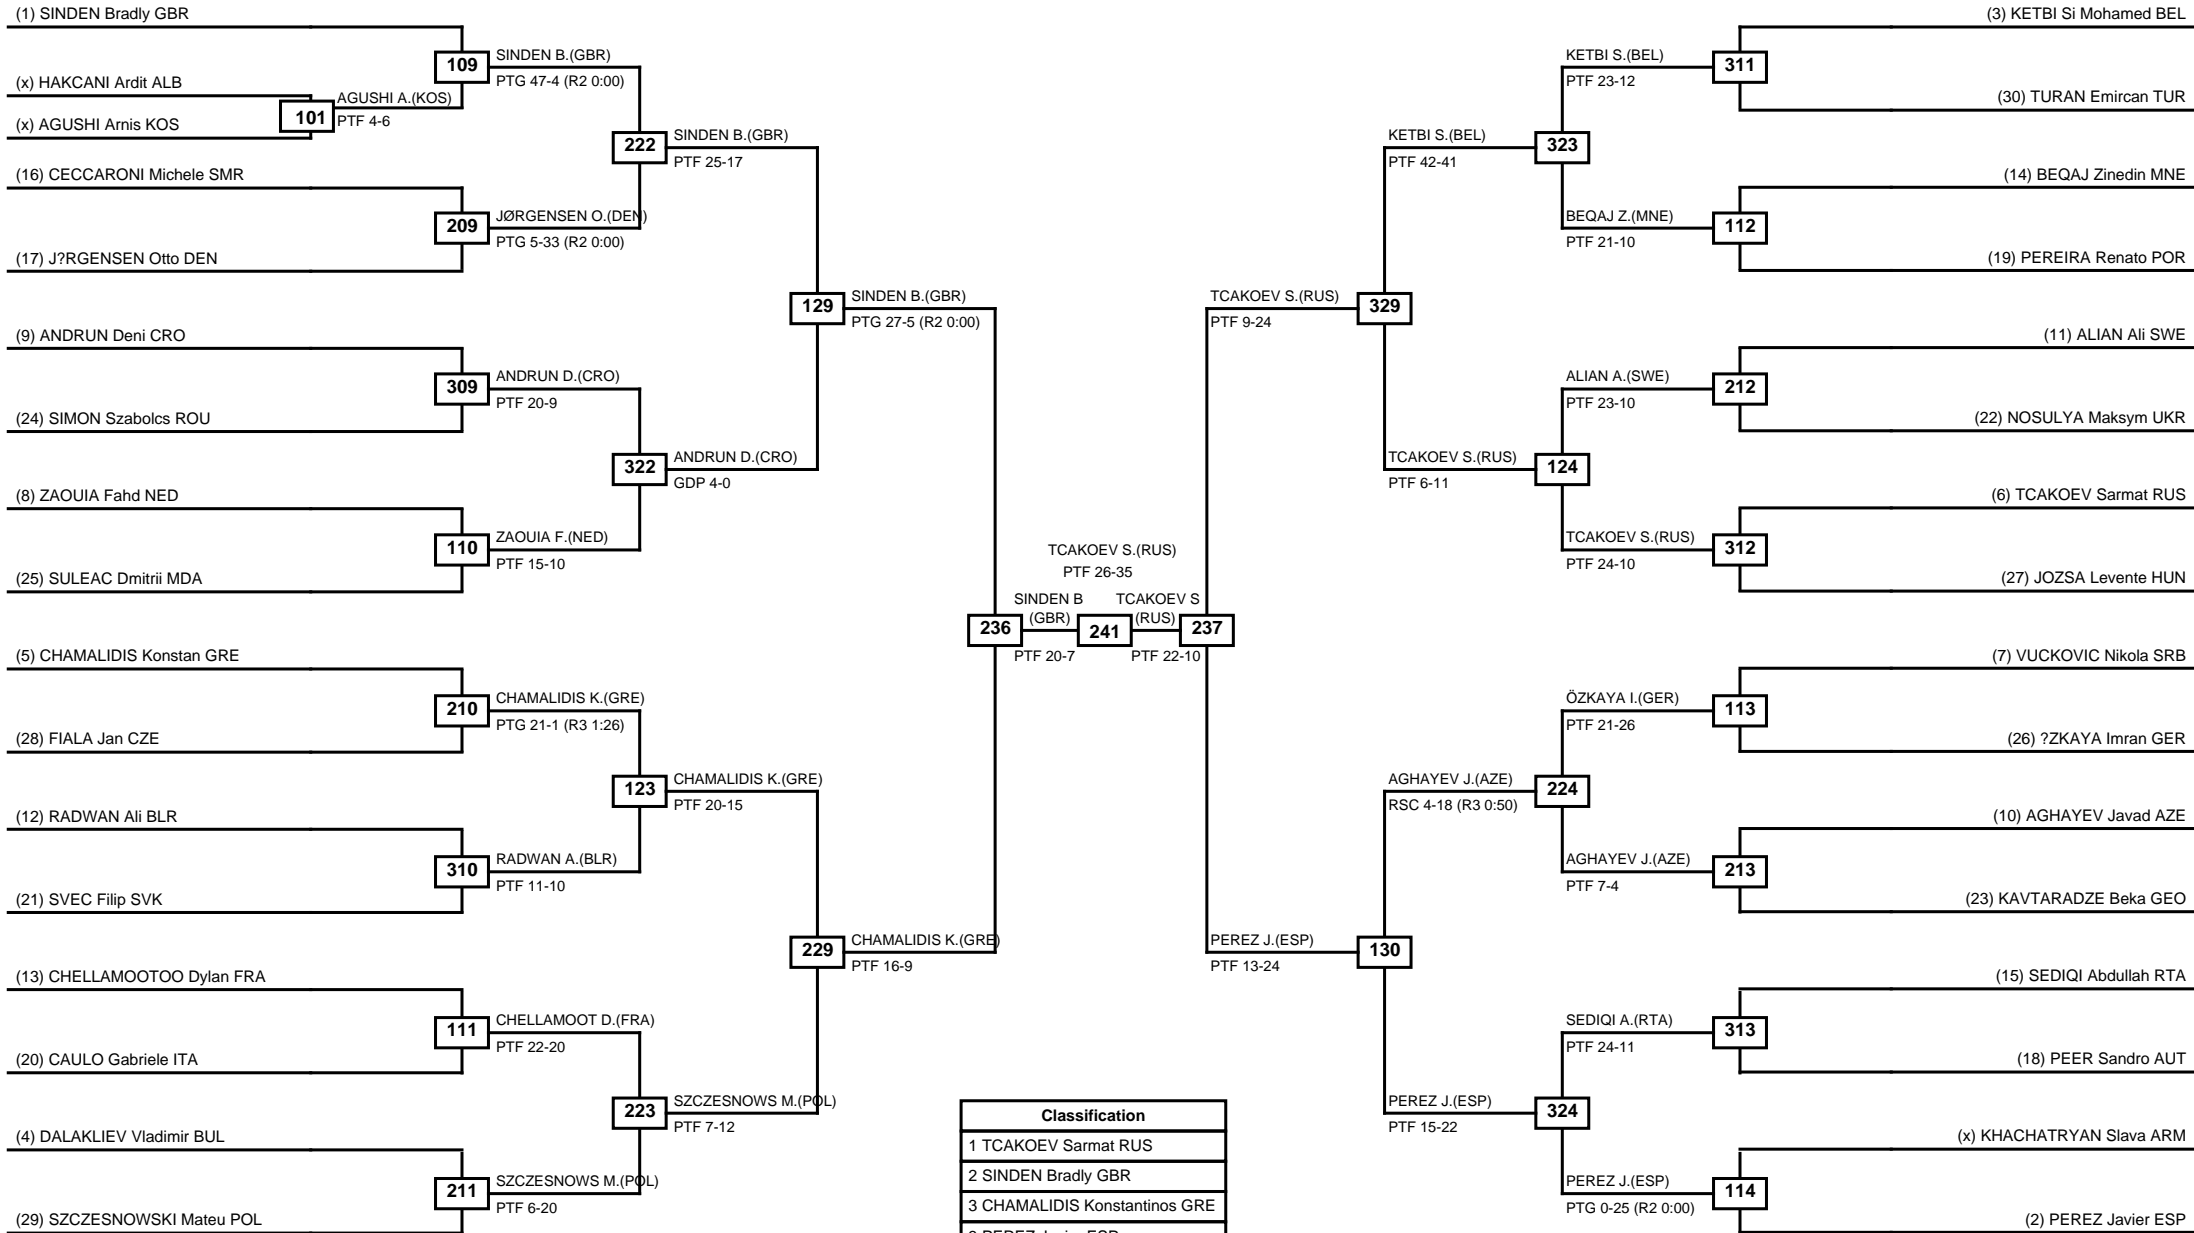 (1) SINDEN Bradly GBR
(x) HAKCANI Ardit ALB
(x) AGUSHI Arnis KOS
(16) CECCARONI Michele SMR
(17) J?RGENSEN Otto DEN
(9) ANDRUN Deni CRO
(24) SIMON Szabolcs ROU
(8) ZAOUIA Fahd NED
(25) SULEAC Dmitrii MDA
(5) CHAMALIDIS Konstan GRE
(28) FIALA Jan CZE
(12) RADWAN Ali BLR
(21) SVEC Filip SVK
(13) CHELLAMOOTOO Dylan FRA
(20) CAULO Gabriele ITA
(4) DALAKLIEV Vladimir BUL
(29) SZCZESNOWSKI Mateu POL
101
AGUSHI A.(KOS)
PTF 4-6
109
SINDEN B.(GBR)
PTG 47-4 (R2 0:00)
209
JØRGENSEN O.(DEN)
PTG 5-33 (R2 0:00)
309
ANDRUN D.(CRO)
PTF 20-9
110
ZAOUIA F.(NED)
PTF 15-10
210
CHAMALIDIS K.(GRE)
PTG 21-1 (R3 1:26)
310
RADWAN A.(BLR)
PTF 11-10
111
CHELLAMOOT D.(FRA)
PTF 22-20
211
SZCZESNOWS M.(POL)
PTF 6-20
222
SINDEN B.(GBR)
PTF 25-17
322
ANDRUN D.(CRO)
GDP 4-0
123
CHAMALIDIS K.(GRE)
PTF 20-15
223
SZCZESNOWS M.(POL)
PTF 7-12
129
SINDEN B.(GBR)
PTG 27-5 (R2 0:00)
229
CHAMALIDIS K.(GRE)
PTF 16-9
236
SINDEN B
(GBR)
PTF 20-7
TCAKOEV S.(RUS)
PTF 26-35
241
TCAKOEV S
(RUS)
PTF 22-10
237
TCAKOEV S.(RUS)
PTF 9-24
329
PEREZ J.(ESP)
PTF 13-24
130
KETBI S.(BEL)
PTF 42-41
323
TCAKOEV S.(RUS)
PTF 6-11
124
AGHAYEV J.(AZE)
RSC 4-18 (R3 0:50)
224
PEREZ J.(ESP)
PTF 15-22
324
KETBI S.(BEL)
PTF 23-12
311
BEQAJ Z.(MNE)
PTF 21-10
112
ALIAN A.(SWE)
PTF 23-10
212
TCAKOEV S.(RUS)
PTF 24-10
312
ÖZKAYA I.(GER)
PTF 21-26
113
AGHAYEV J.(AZE)
PTF 7-4
213
SEDIQI A.(RTA)
PTF 24-11
313
PEREZ J.(ESP)
PTG 0-25 (R2 0:00)
114
(3) KETBI Si Mohamed BEL
(30) TURAN Emircan TUR
(14) BEQAJ Zinedin MNE
(19) PEREIRA Renato POR
(11) ALIAN Ali SWE
(22) NOSULYA Maksym UKR
(6) TCAKOEV Sarmat RUS
(27) JOZSA Levente HUN
(7) VUCKOVIC Nikola SRB
(26) ?ZKAYA Imran GER
(10) AGHAYEV Javad AZE
(23) KAVTARADZE Beka GEO
(15) SEDIQI Abdullah RTA
(18) PEER Sandro AUT
(x) KHACHATRYAN Slava ARM
(2) PEREZ Javier ESP
Classification
1 TCAKOEV Sarmat RUS
2 SINDEN Bradly GBR
3 CHAMALIDIS Konstantinos GRE